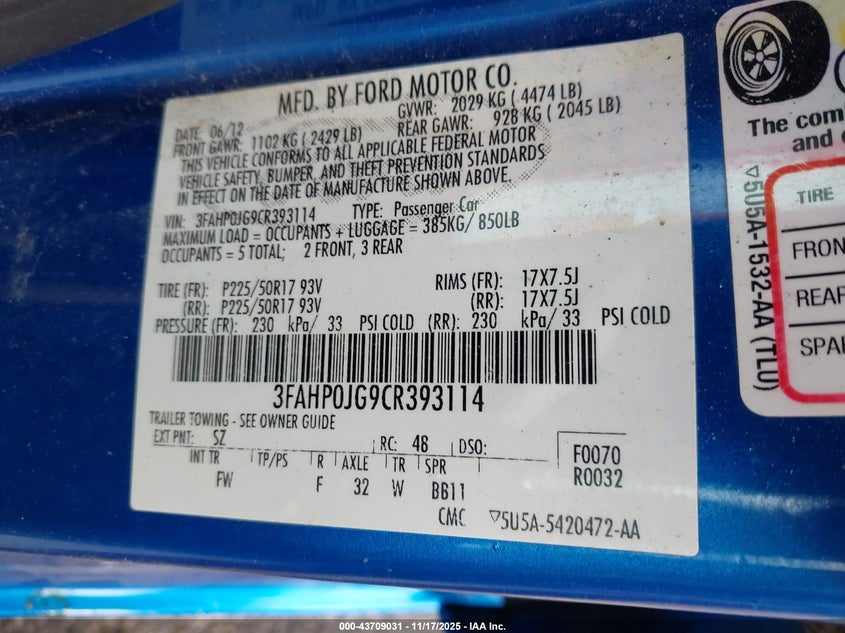 MFD. BY FORD MOTOR CO.
DATE: 06/12 GVWR: 2029 KG ( 4474 LB)
FRONT GAWR: 1102 KG ( 2429 LB) REAR GAWR: 928 KG ( 2045 LB)
THIS VEHICLE CONFORMS TO ALL APPLICABLE FEDERAL MOTOR
VEHICLE SAFETY, BUMPER, AND THEFT PREVENTION STANDARDS
IN EFFECT ON THE DATE OF MANUFACTURE SHOWN ABOVE.
VIN: 3FAHP0JG9CR393114 TYPE: Passenger Car
MAXIMUM LOAD = OCCUPANTS + LUGGAGE = 385KG/ 850LB
OCCUPANTS = 5 TOTAL; 2 FRONT, 3 REAR
TIRE (FR): P225/50R17 93V RIMS (FR): 17X7.5J
(RR): P225/50R17 93V (RR): 17X7.5J
PRESSURE (FR): 230 kPa/ 33 PSI COLD (RR): 230 kPa/ 33 PSI COLD
3FAHP0JG9CR393114
TRAILER TOWING - SEE OWNER GUIDE
EXT PNT: SZ RC: 48 DSO:
INT TR TP/PS R AXLE TR SPR
FW F 32 W BB11
F0070
R0032
CMC ▽5U5A-5420472-AA
The com
and
▽5U5A-1532-AA (TLU)
TIRE
FRON
REAR
SPAR
000-43709031 - 11/17/2025 - IAA Inc.